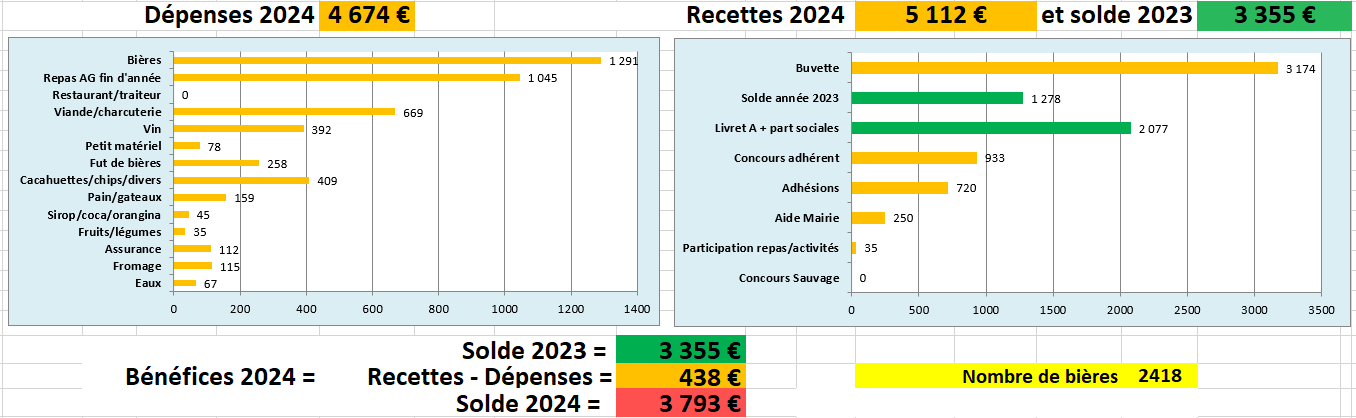 Dépenses 2024 4 674 €
Recettes 2024 5 112 € et solde 2023 3 355 €
Bières 1 291
Repas AG fin d'année 1 045
Restaurant/traiteur 0
Viande/charcuterie 669
Vin 392
Petit matériel 78
Fut de bières 258
Cacahuettes/chips/divers 409
Pain/gateaux 159
Sirop/coca/orangina 45
Fruits/légumes 35
Assurance 112
Fromage 115
Eaux 67
0 200 400 600 800 1000 1200 1400
Buvette 3 174
Solde année 2023 1 278
Livret A + part sociales 2 077
Concours adhérent 933
Adhésions 720
Aide Mairie 250
Participation repas/activités 35
Concours Sauvage 0
0 500 1000 1500 2000 2500 3000 3500
Solde 2023 = 3 355 €
Bénéfices 2024 = Recettes - Dépenses = 438 €
Solde 2024 = 3 793 €
Nombre de bières 2418